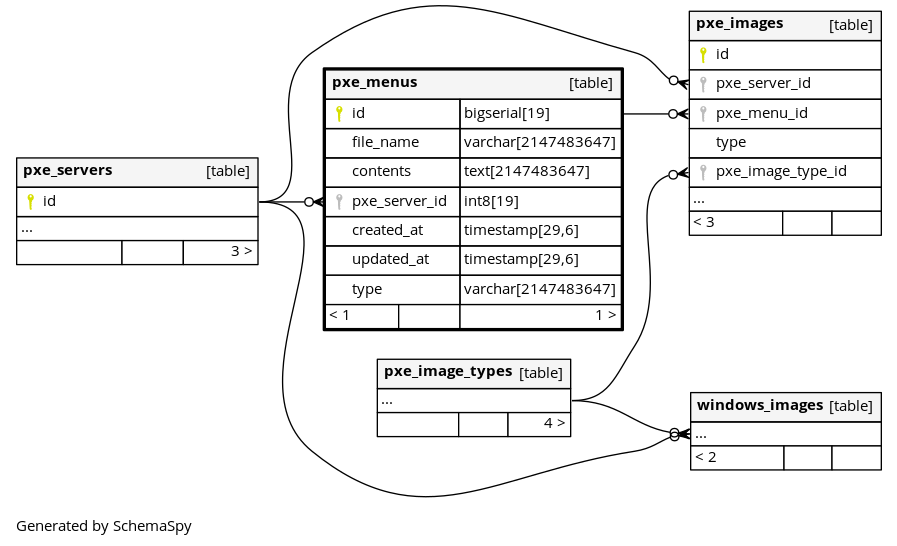 pxe_servers [table]
id
...
3 >
pxe_menus [table]
id bigserial[19]
file_name varchar[2147483647]
contents text[2147483647]
pxe_server_id int8[19]
created_at timestamp[29,6]
updated_at timestamp[29,6]
type varchar[2147483647]
< 1 1 >
pxe_image_types [table]
...
4 >
pxe_images [table]
id
pxe_server_id
pxe_menu_id
type
pxe_image_type_id
...
< 3
windows_images [table]
...
< 2
Generated by SchemaSpy